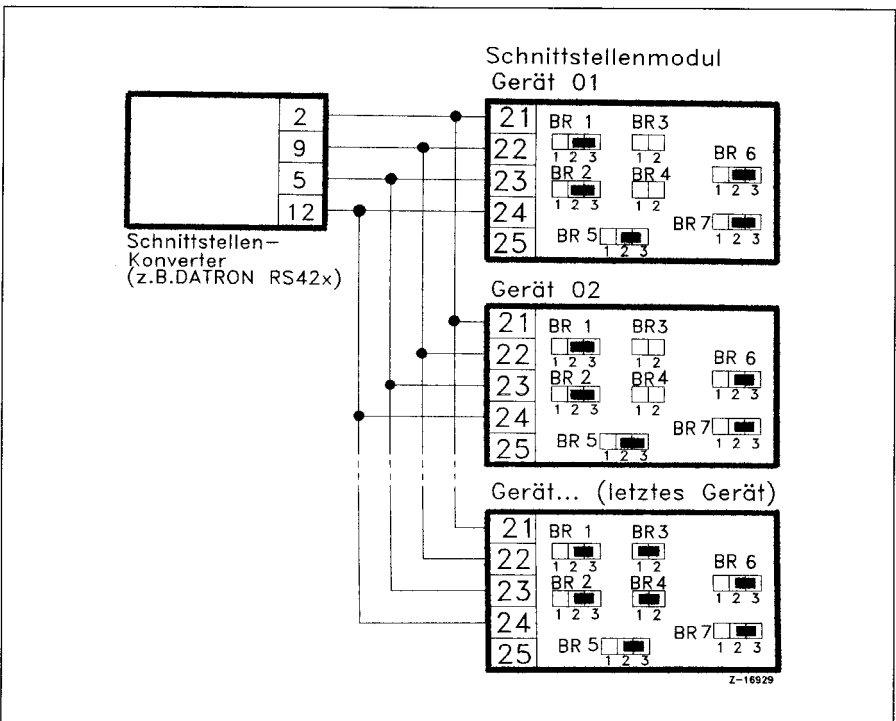 Schnittstellenmodul
Gerät 01
2
9
5
12
Schnittstellen-
Konverter
(z.B.DATRON RS42x)
21
22
23
24
25
BR 1
1 2 3
BR3
1 2
BR 2
1 2 3
BR 4
1 2
BR 6
1 2 3
BR 7
1 2 3
BR 5
1 2 3
Gerät 02
21
22
23
24
25
BR 1
1 2 3
BR3
1 2
BR 2
1 2 3
BR4
1 2
BR 6
1 2 3
BR 7
1 2 3
BR 5
1 2 3
Gerät... (letztes Gerät)
21
22
23
24
25
BR 1
1 2 3
BR3
1 2
BR 2
1 2 3
BR4
1 2
BR 6
1 2 3
BR 7
1 2 3
BR 5
1 2 3
Z-16929